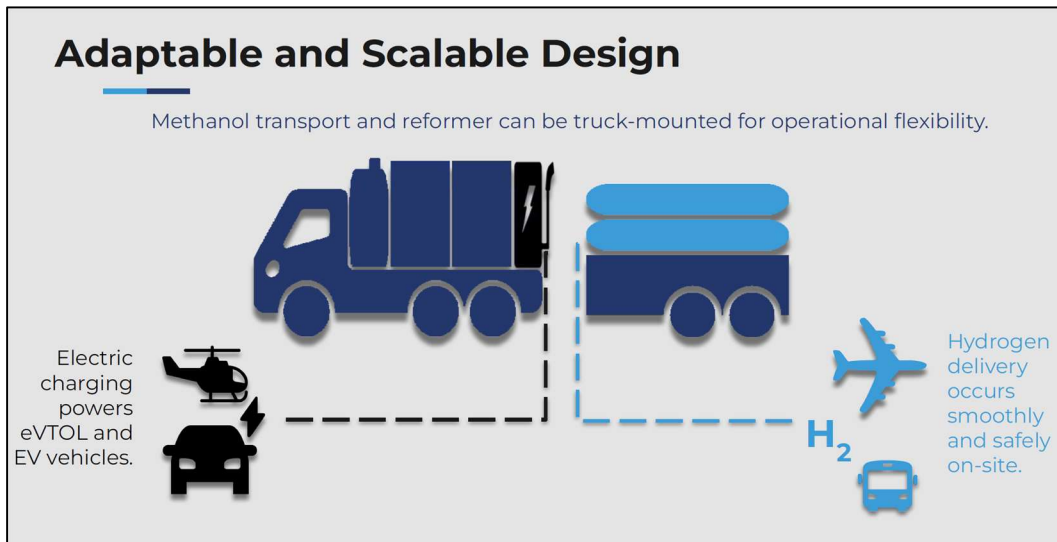 Adaptable and Scalable Design
Methanol transport and reformer can be truck-mounted for operational flexibility.
Electric
charging
powers
eVTOL and
EV vehicles.
Hydrogen
delivery
occurs
smoothly
and safely
on-site.
H₂